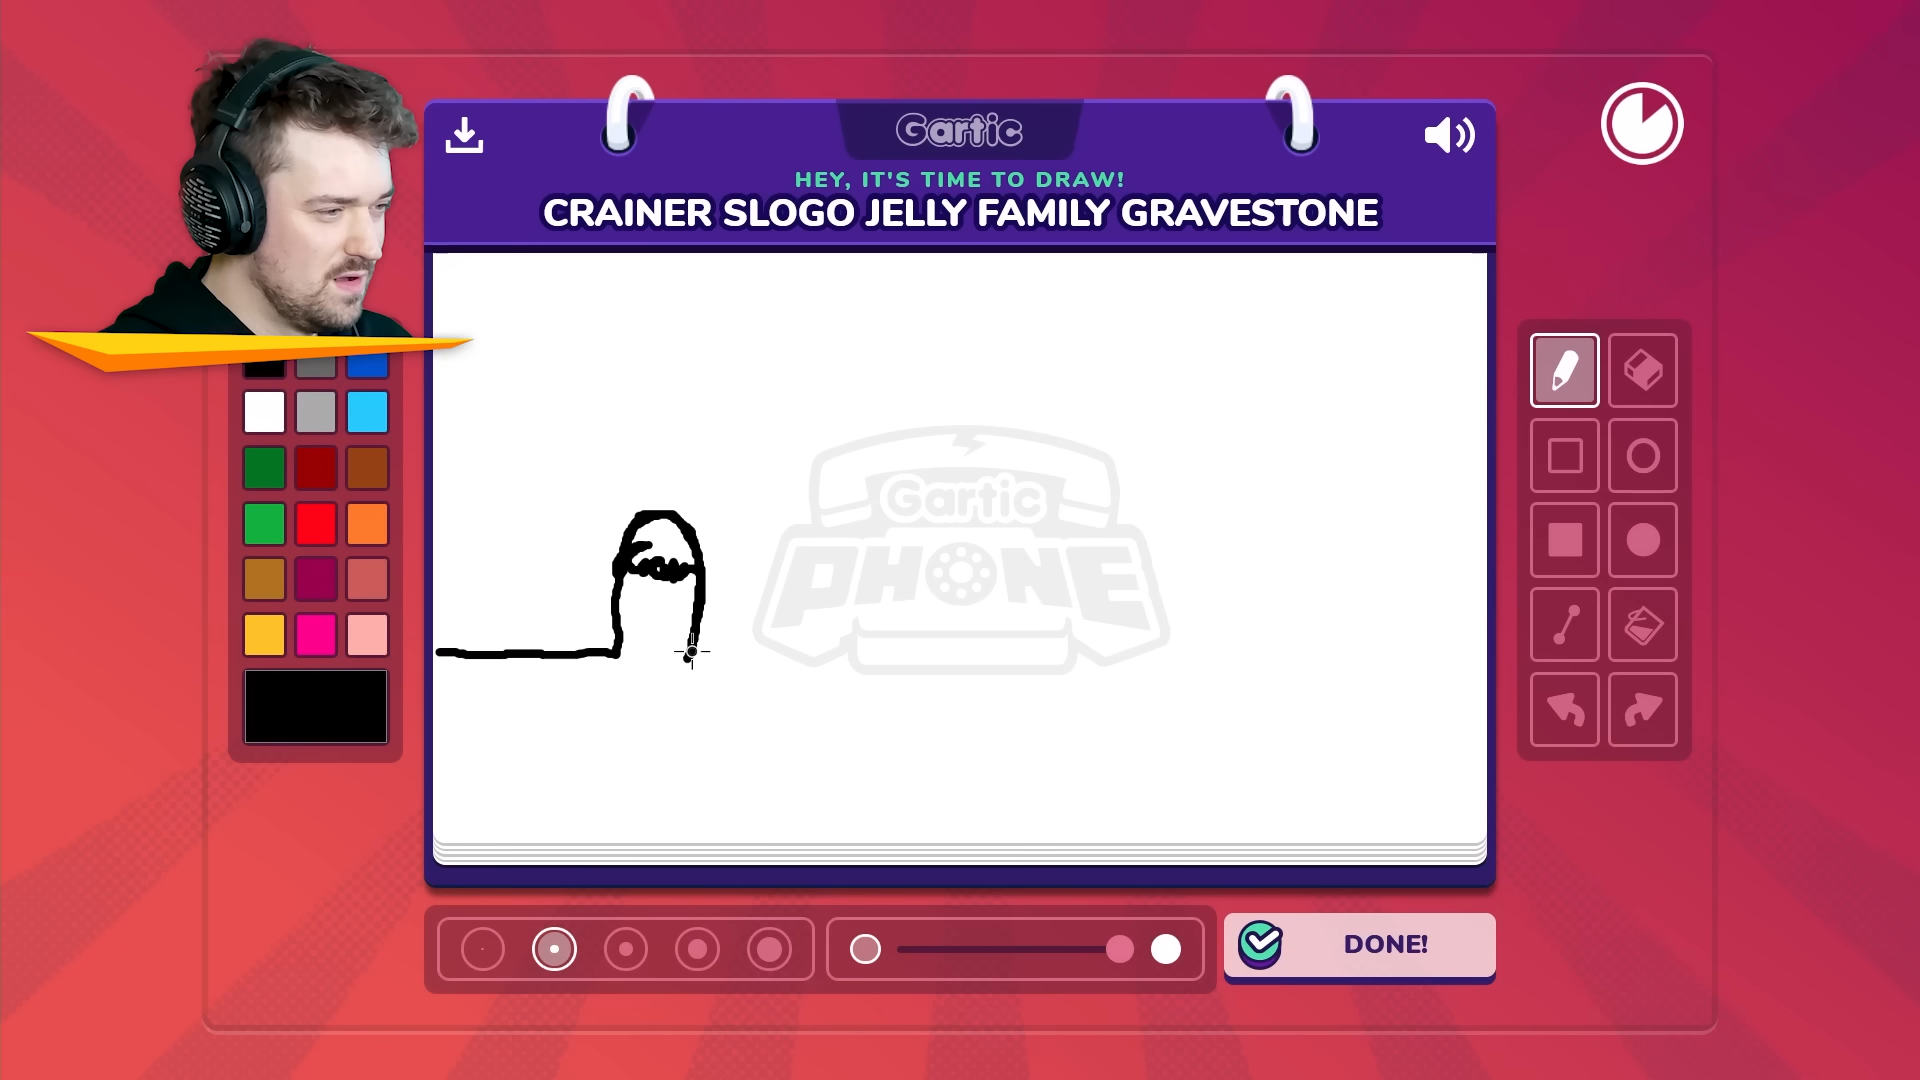 Gartic
HEY, IT'S TIME TO DRAW!
CRAINER SLOGO JELLY FAMILY GRAVESTONE
Gartic
PHONE
DONE!